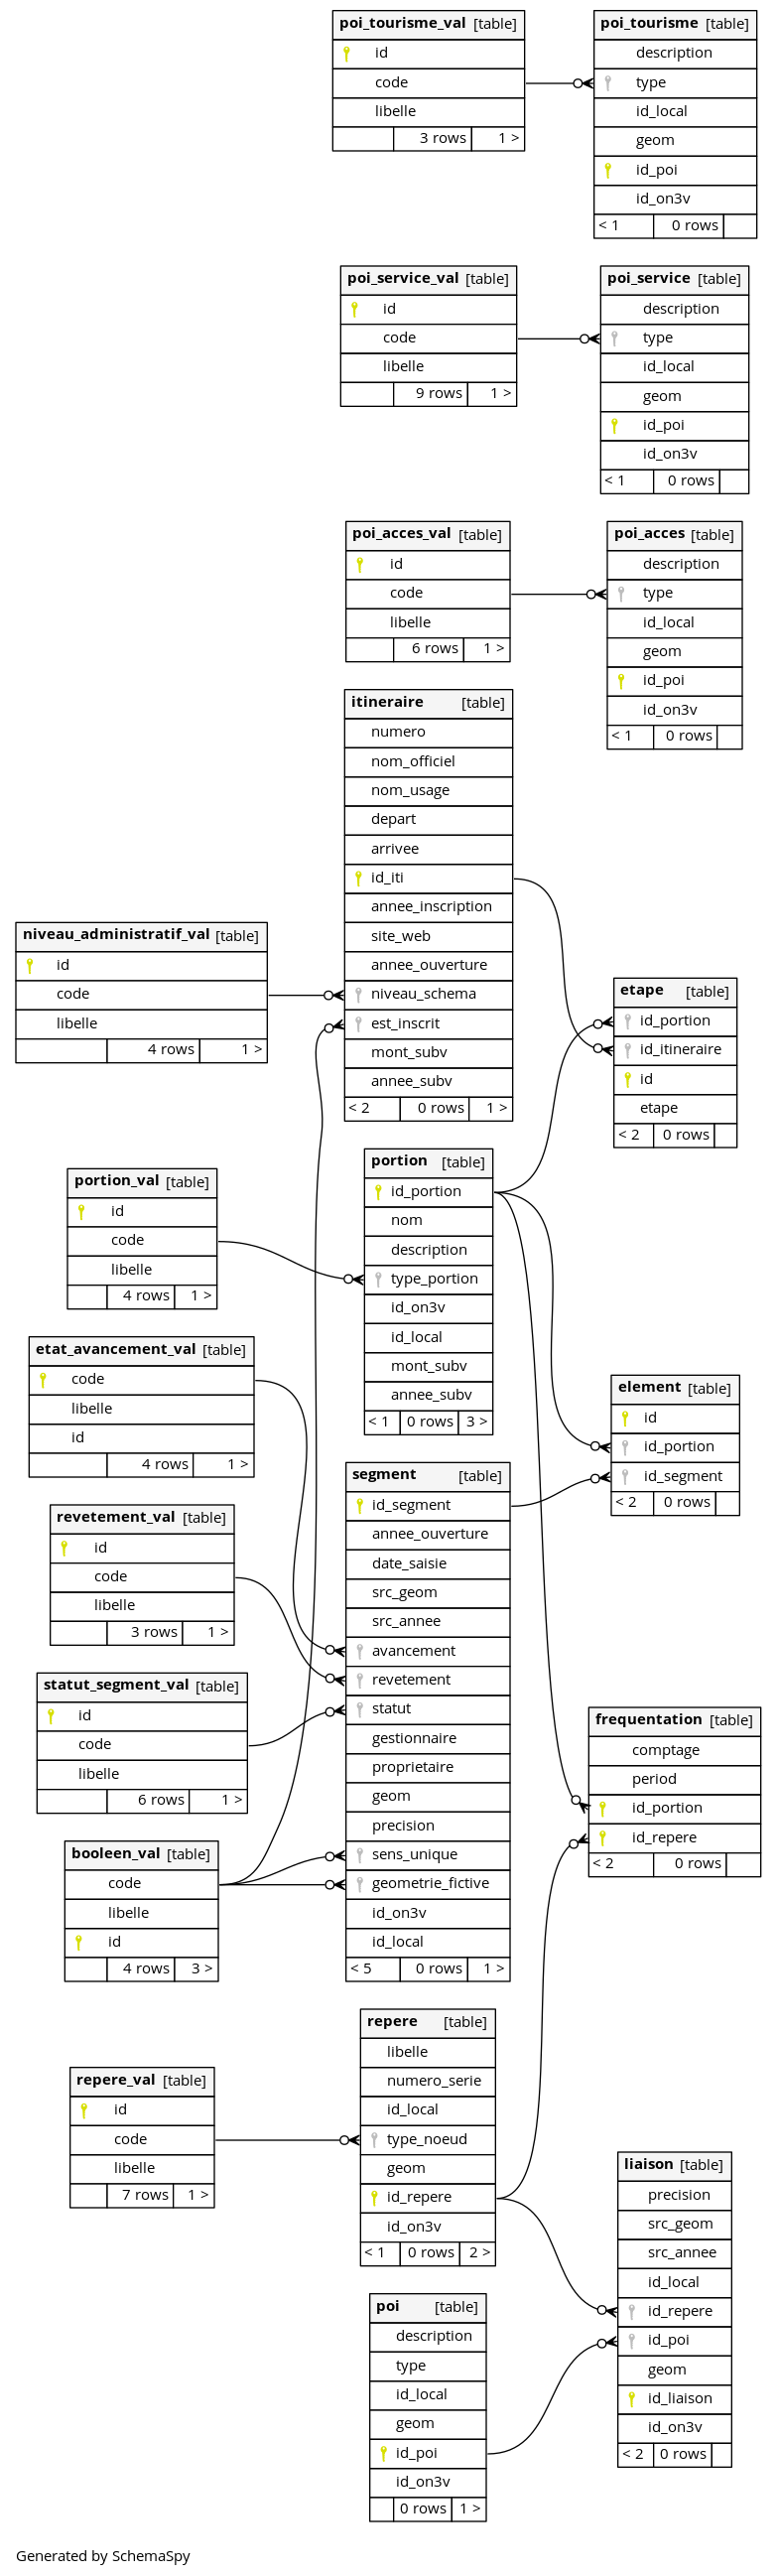 poi_tourisme_val [table]
id
code
libelle
3 rows 1 >
poi_tourisme [table]
description
type
id_local
geom
id_poi
id_on3v
< 1 0 rows
poi_service_val [table]
id
code
libelle
9 rows 1 >
poi_service [table]
description
type
id_local
geom
id_poi
id_on3v
< 1 0 rows
poi_acces_val [table]
id
code
libelle
6 rows 1 >
poi_acces [table]
description
type
id_local
geom
id_poi
id_on3v
< 1 0 rows
itineraire [table]
numero
nom_officiel
nom_usage
depart
arrivee
id_iti
annee_inscription
site_web
annee_ouverture
niveau_schema
est_inscrit
mont_subv
annee_subv
< 2 0 rows 1 >
niveau_administratif_val [table]
id
code
libelle
4 rows 1 >
etape [table]
id_portion
id_itineraire
id
etape
< 2 0 rows
portion [table]
id_portion
nom
description
type_portion
id_on3v
id_local
mont_subv
annee_subv
< 1 0 rows 3 >
portion_val [table]
id
code
libelle
4 rows 1 >
etat_avancement_val [table]
code
libelle
id
4 rows 1 >
element [table]
id
id_portion
id_segment
< 2 0 rows
segment [table]
id_segment
annee_ouverture
date_saisie
src_geom
src_annee
avancement
revetement
statut
gestionnaire
proprietaire
geom
precision
sens_unique
geometrie_fictive
id_on3v
id_local
< 5 0 rows 1 >
revetement_val [table]
id
code
libelle
3 rows 1 >
statut_segment_val [table]
id
code
libelle
6 rows 1 >
frequentation [table]
comptage
period
id_portion
id_repere
< 2 0 rows
booleen_val [table]
code
libelle
id
4 rows 3 >
repere [table]
libelle
numero_serie
id_local
type_noeud
geom
id_repere
id_on3v
< 1 0 rows 2 >
repere_val [table]
id
code
libelle
7 rows 1 >
liaison [table]
precision
src_geom
src_annee
id_local
id_repere
id_poi
geom
id_liaison
id_on3v
< 2 0 rows
poi [table]
description
type
id_local
geom
id_poi
id_on3v
0 rows 1 >
Generated by SchemaSpy